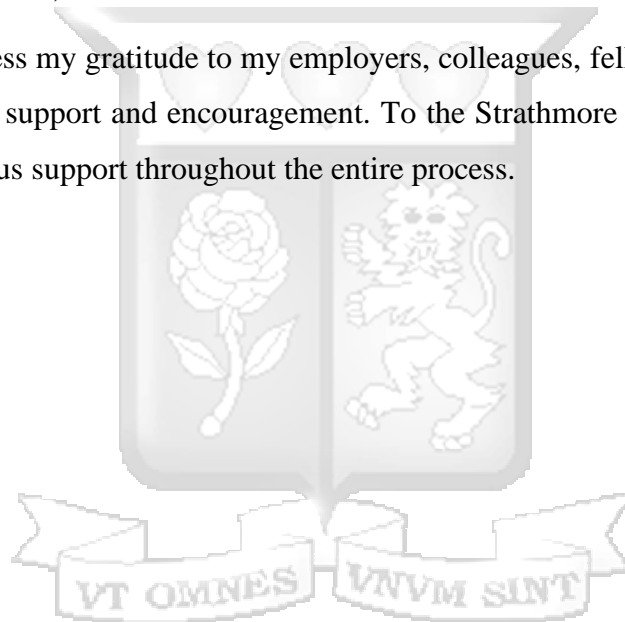 ess my gratitude to my employers, colleagues, fell
support and encouragement. To the Strathmore
us support throughout the entire process.
VT OMNES VNVM SINT